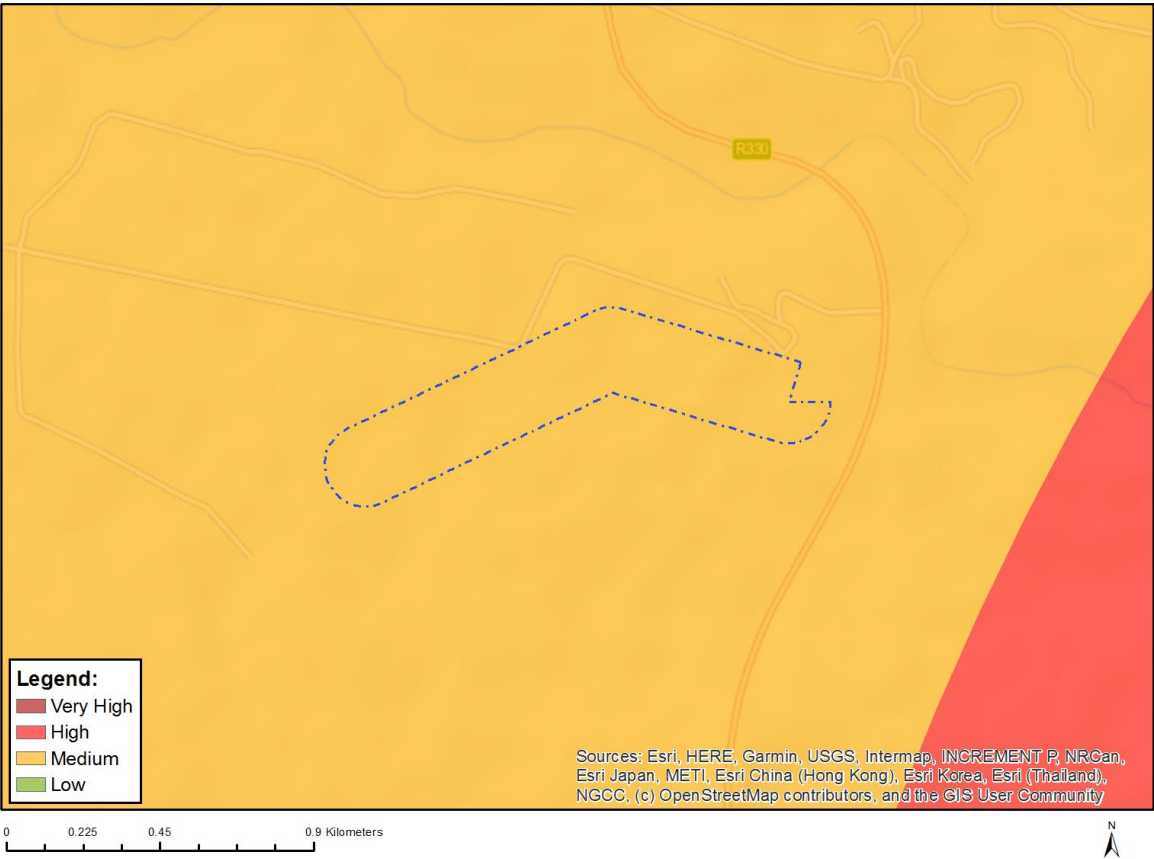 R330
Legend:
Very High
High
Medium
Low
Sources: Esri, HERE, Garmin, USGS, Intermap, INCREMENT P, NRCan,
Esri Japan, METI, Esri China (Hong Kong), Esri Korea, Esri (Thailand),
NGCC, (c) OpenStreetMap contributors, and the GIS User Community
0 0.225 0.45 0.9 Kilometers
N